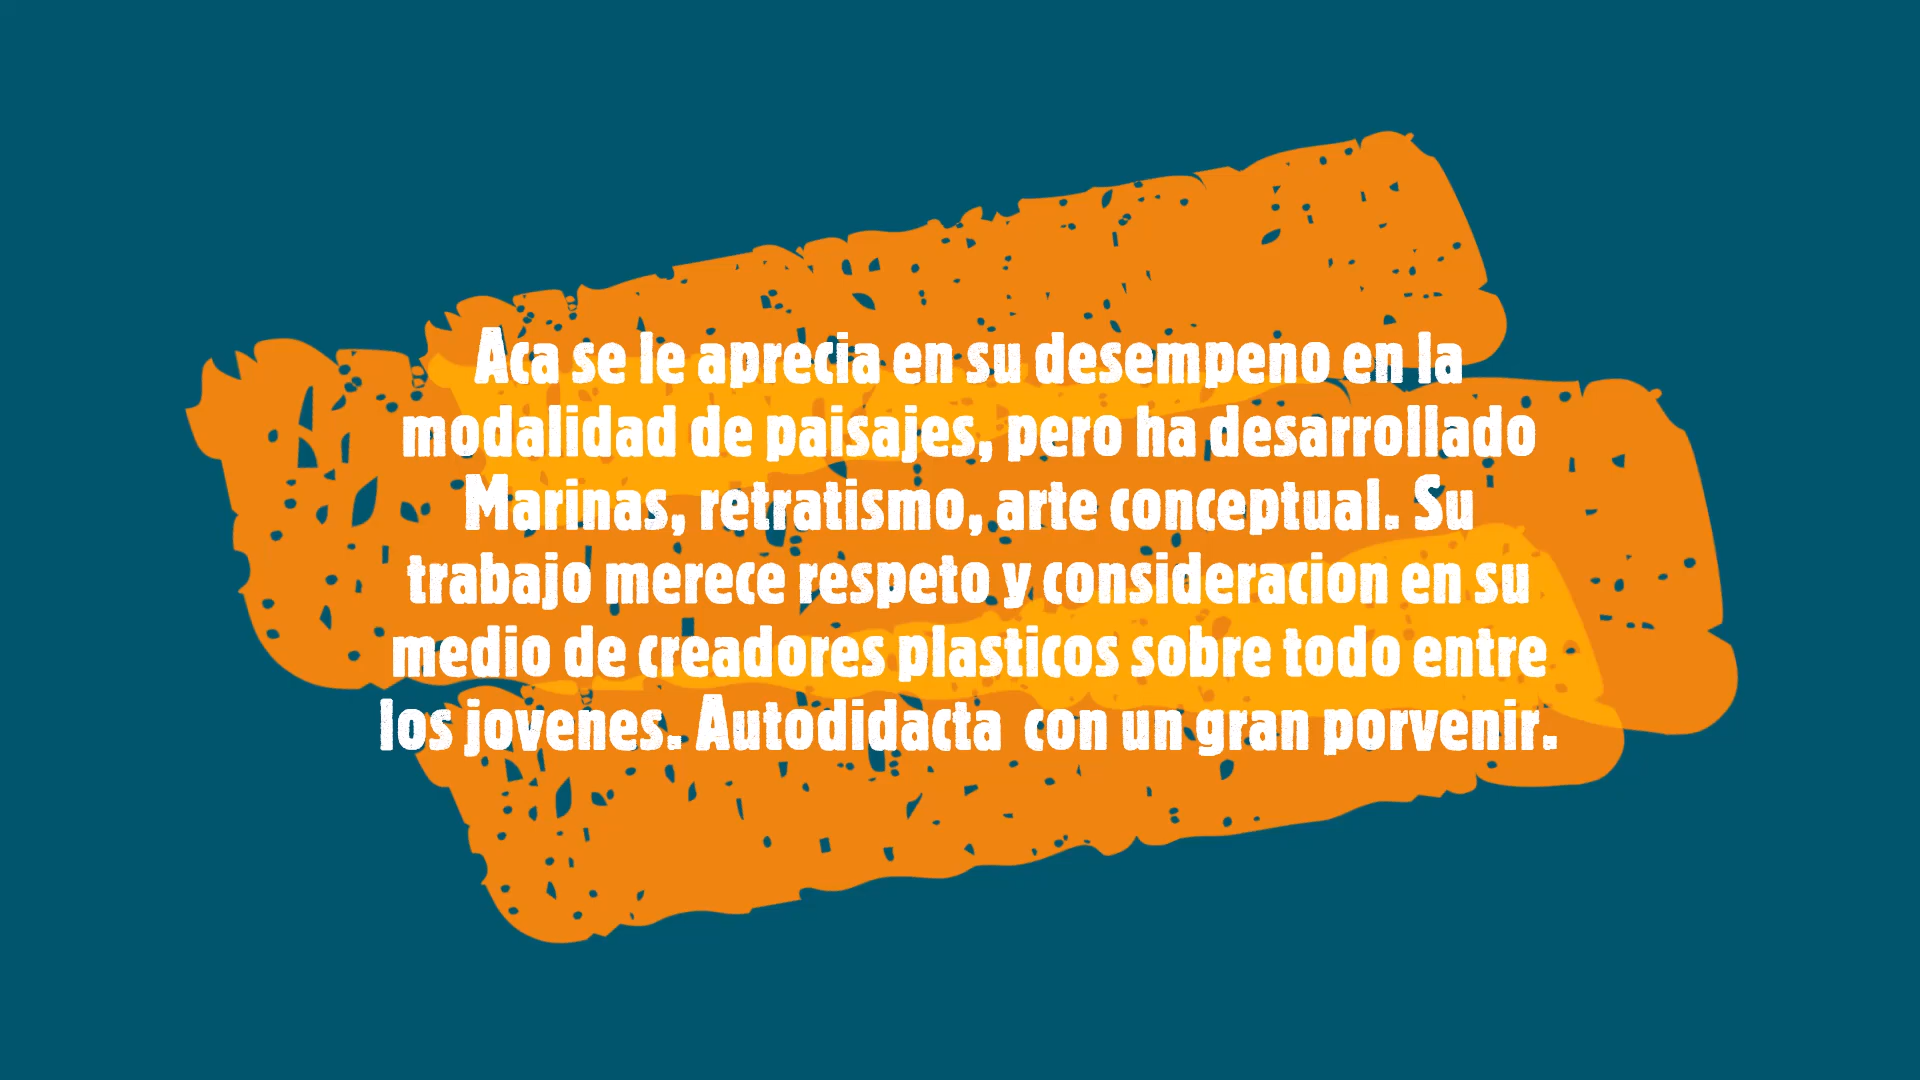 Aca se le aprecia en su desempeno en la
modalidad de paisajes, pero ha desarrollado
Marinas, retratismo, arte conceptual. Su
trabajo merece respeto y consideracion en su
medio de creadores plasticos sobre todo entre
los jovenes. Autodidacta  con un gran porvenir.